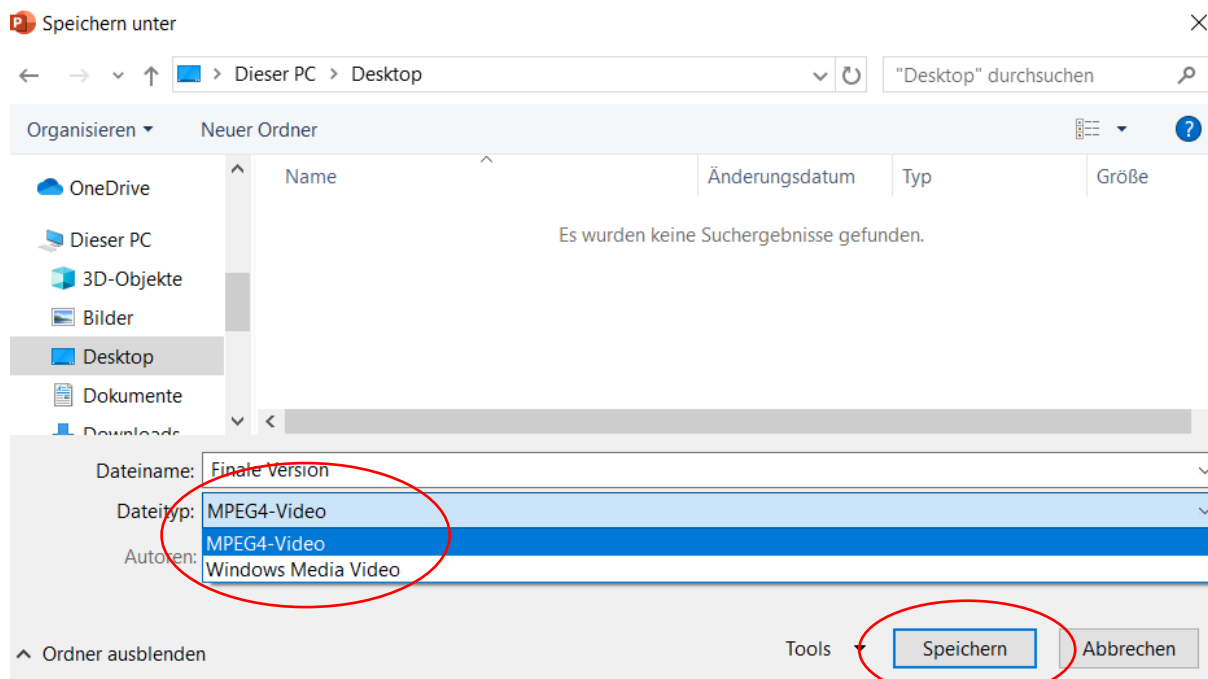 Speichern unter
Dieser PC > Desktop
"Desktop" durchsuchen
Organisieren
Neuer Ordner
OneDrive
Dieser PC
3D-Objekte
Bilder
Desktop
Dokumente
Downloads
Name
Änderungsdatum
Typ
Größe
Es wurden keine Suchergebnisse gefunden.
Dateiname: Finale Version
Dateityp: MPEG4-Video
MPEG4-Video
Windows Media Video
Autoren:
Ordner ausblenden
Tools
Speichern
Abbrechen